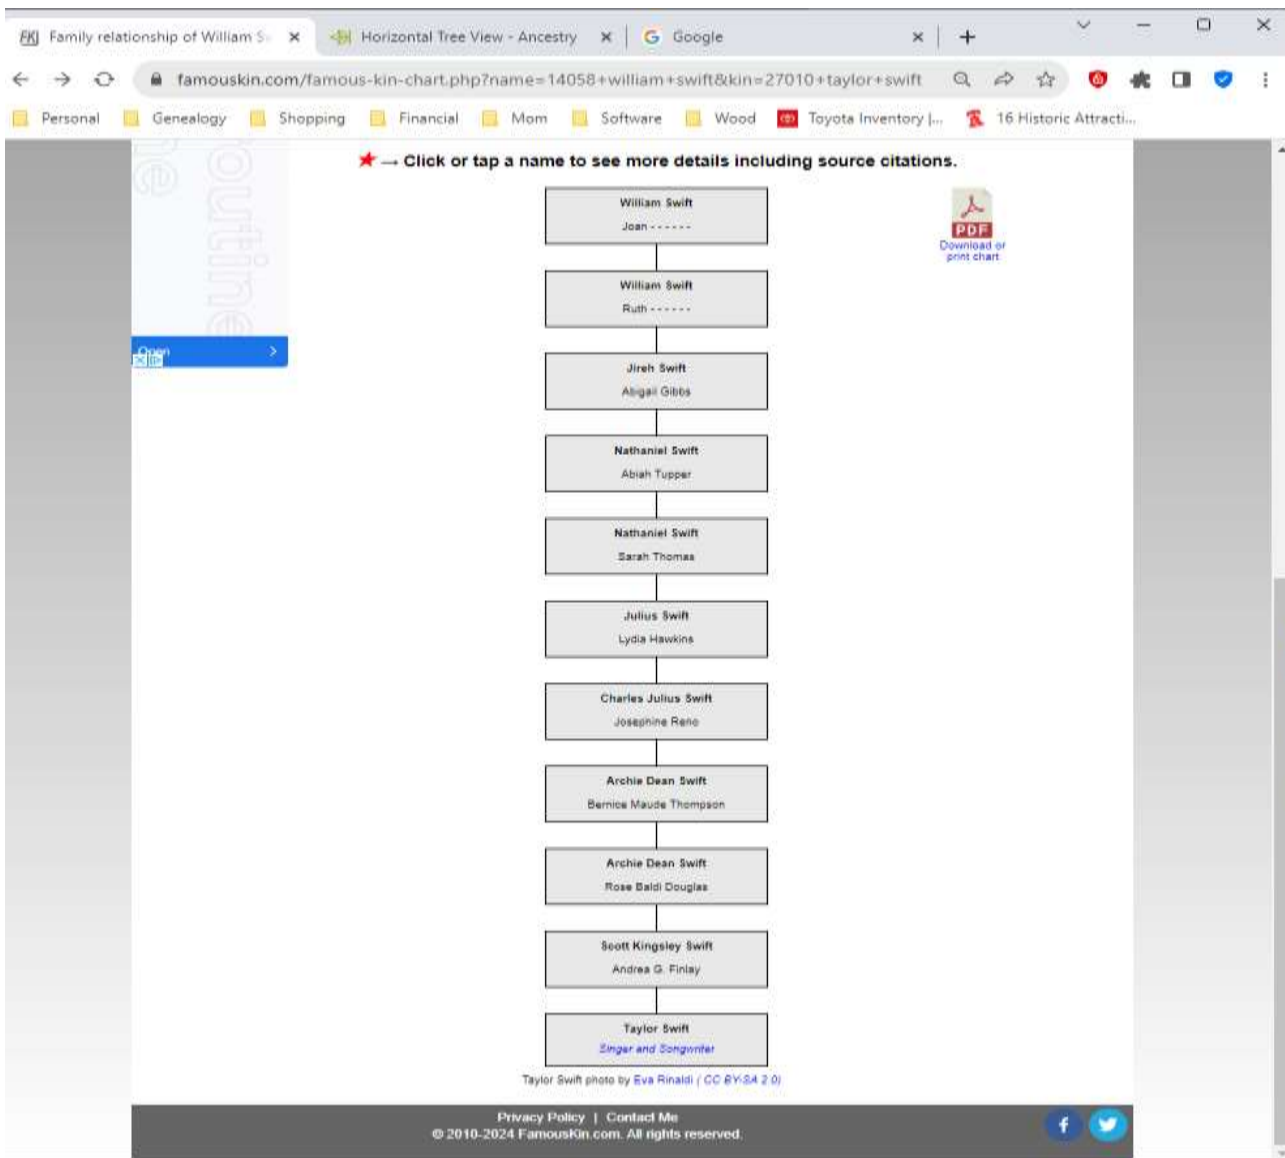 FK Family relationship of William S
Horizontal Tree View - Ancestry
Google
famouskin.com/famous-kin-chart.php?name=14058+william+swift&kin=27010+taylor+swift
Personal Genealogy Shopping Financial Mom Software Wood Toyota Inventory |... 16 Historic Attracti...
→ Click or tap a name to see more details including source citations.
outline
ne
Open
PDF
Download or
print chart
William Swift
Joan - - - - - -
William Swift
Ruth - - - - - -
Jireh Swift
Abigail Gibbs
Nathaniel Swift
Abiah Tupper
Nathaniel Swift
Sarah Thomas
Julius Swift
Lydia Hawkins
Charles Julius Swift
Josephine Reno
Archie Dean Swift
Bernice Maude Thompson
Archie Dean Swift
Rose Baldi Douglas
Scott Kingsley Swift
Andrea G. Finlay
Taylor Swift
Singer and Songwriter
Taylor Swift photo by Eva Rinaldi ( CC BY-SA 2.0)
Privacy Policy | Contact Me
© 2010-2024 FamousKin.com. All rights reserved.